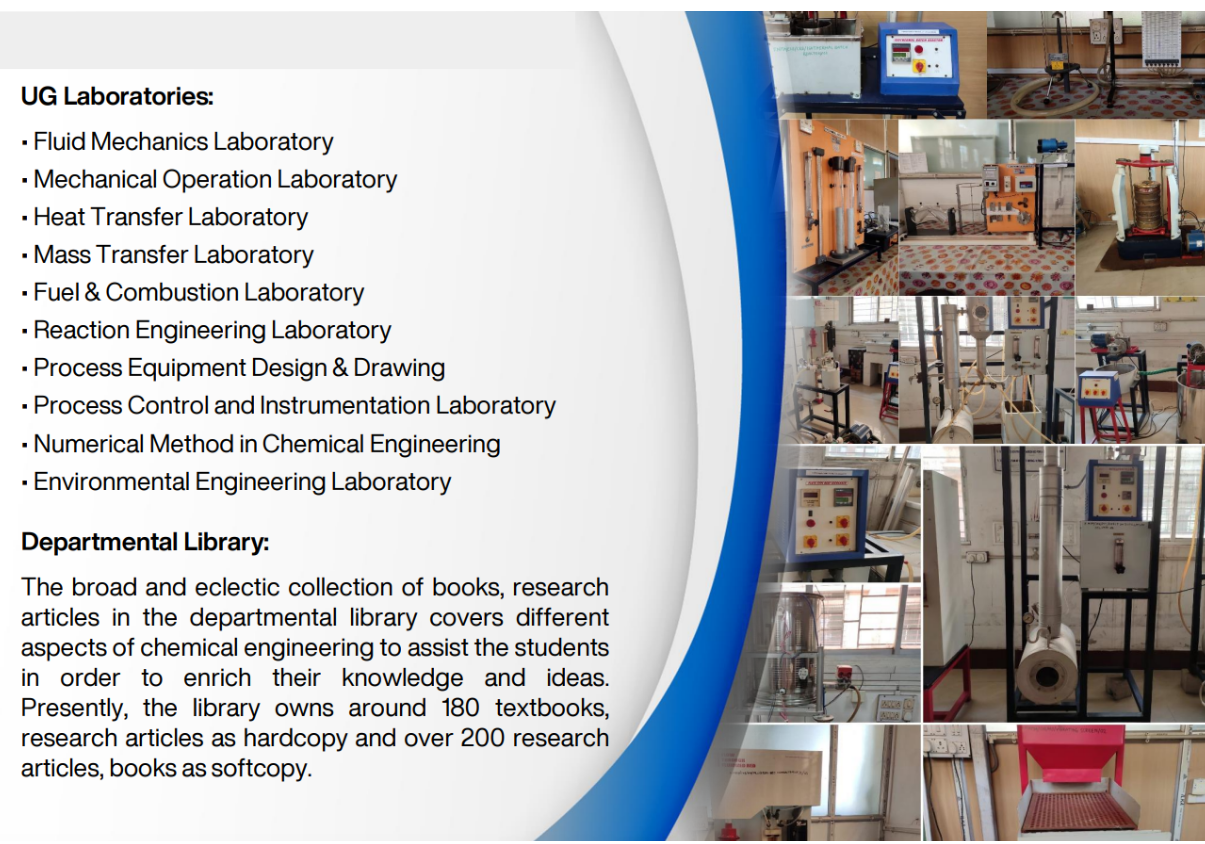 UG Laboratories:
• Fluid Mechanics Laboratory
• Mechanical Operation Laboratory
• Heat Transfer Laboratory
• Mass Transfer Laboratory
• Fuel & Combustion Laboratory
• Reaction Engineering Laboratory
• Process Equipment Design & Drawing
• Process Control and Instrumentation Laboratory
• Numerical Method in Chemical Engineering
• Environmental Engineering Laboratory
Departmental Library:
The broad and eclectic collection of books, research
articles in the departmental library covers different
aspects of chemical engineering to assist the students
in order to enrich their knowledge and ideas.
Presently, the library owns around 180 textbooks,
research articles as hardcopy and over 200 research
articles, books as softcopy.